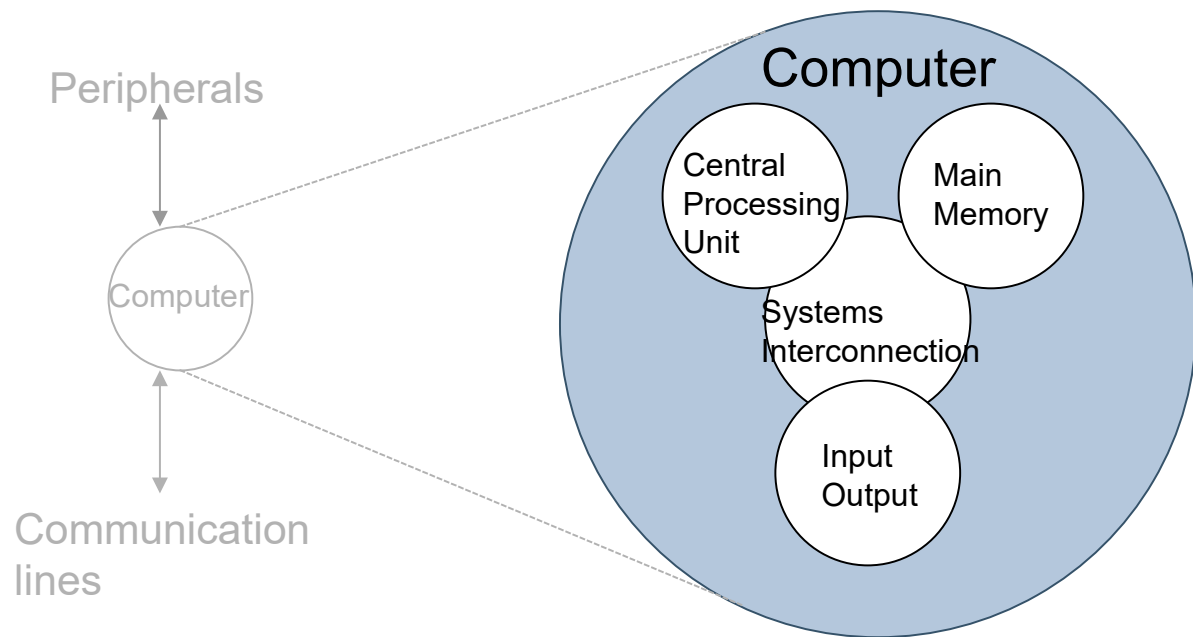 Peripherals
Computer
Communication
lines
Computer
Central
Processing
Unit
Main
Memory
Systems
Interconnection
Input
Output